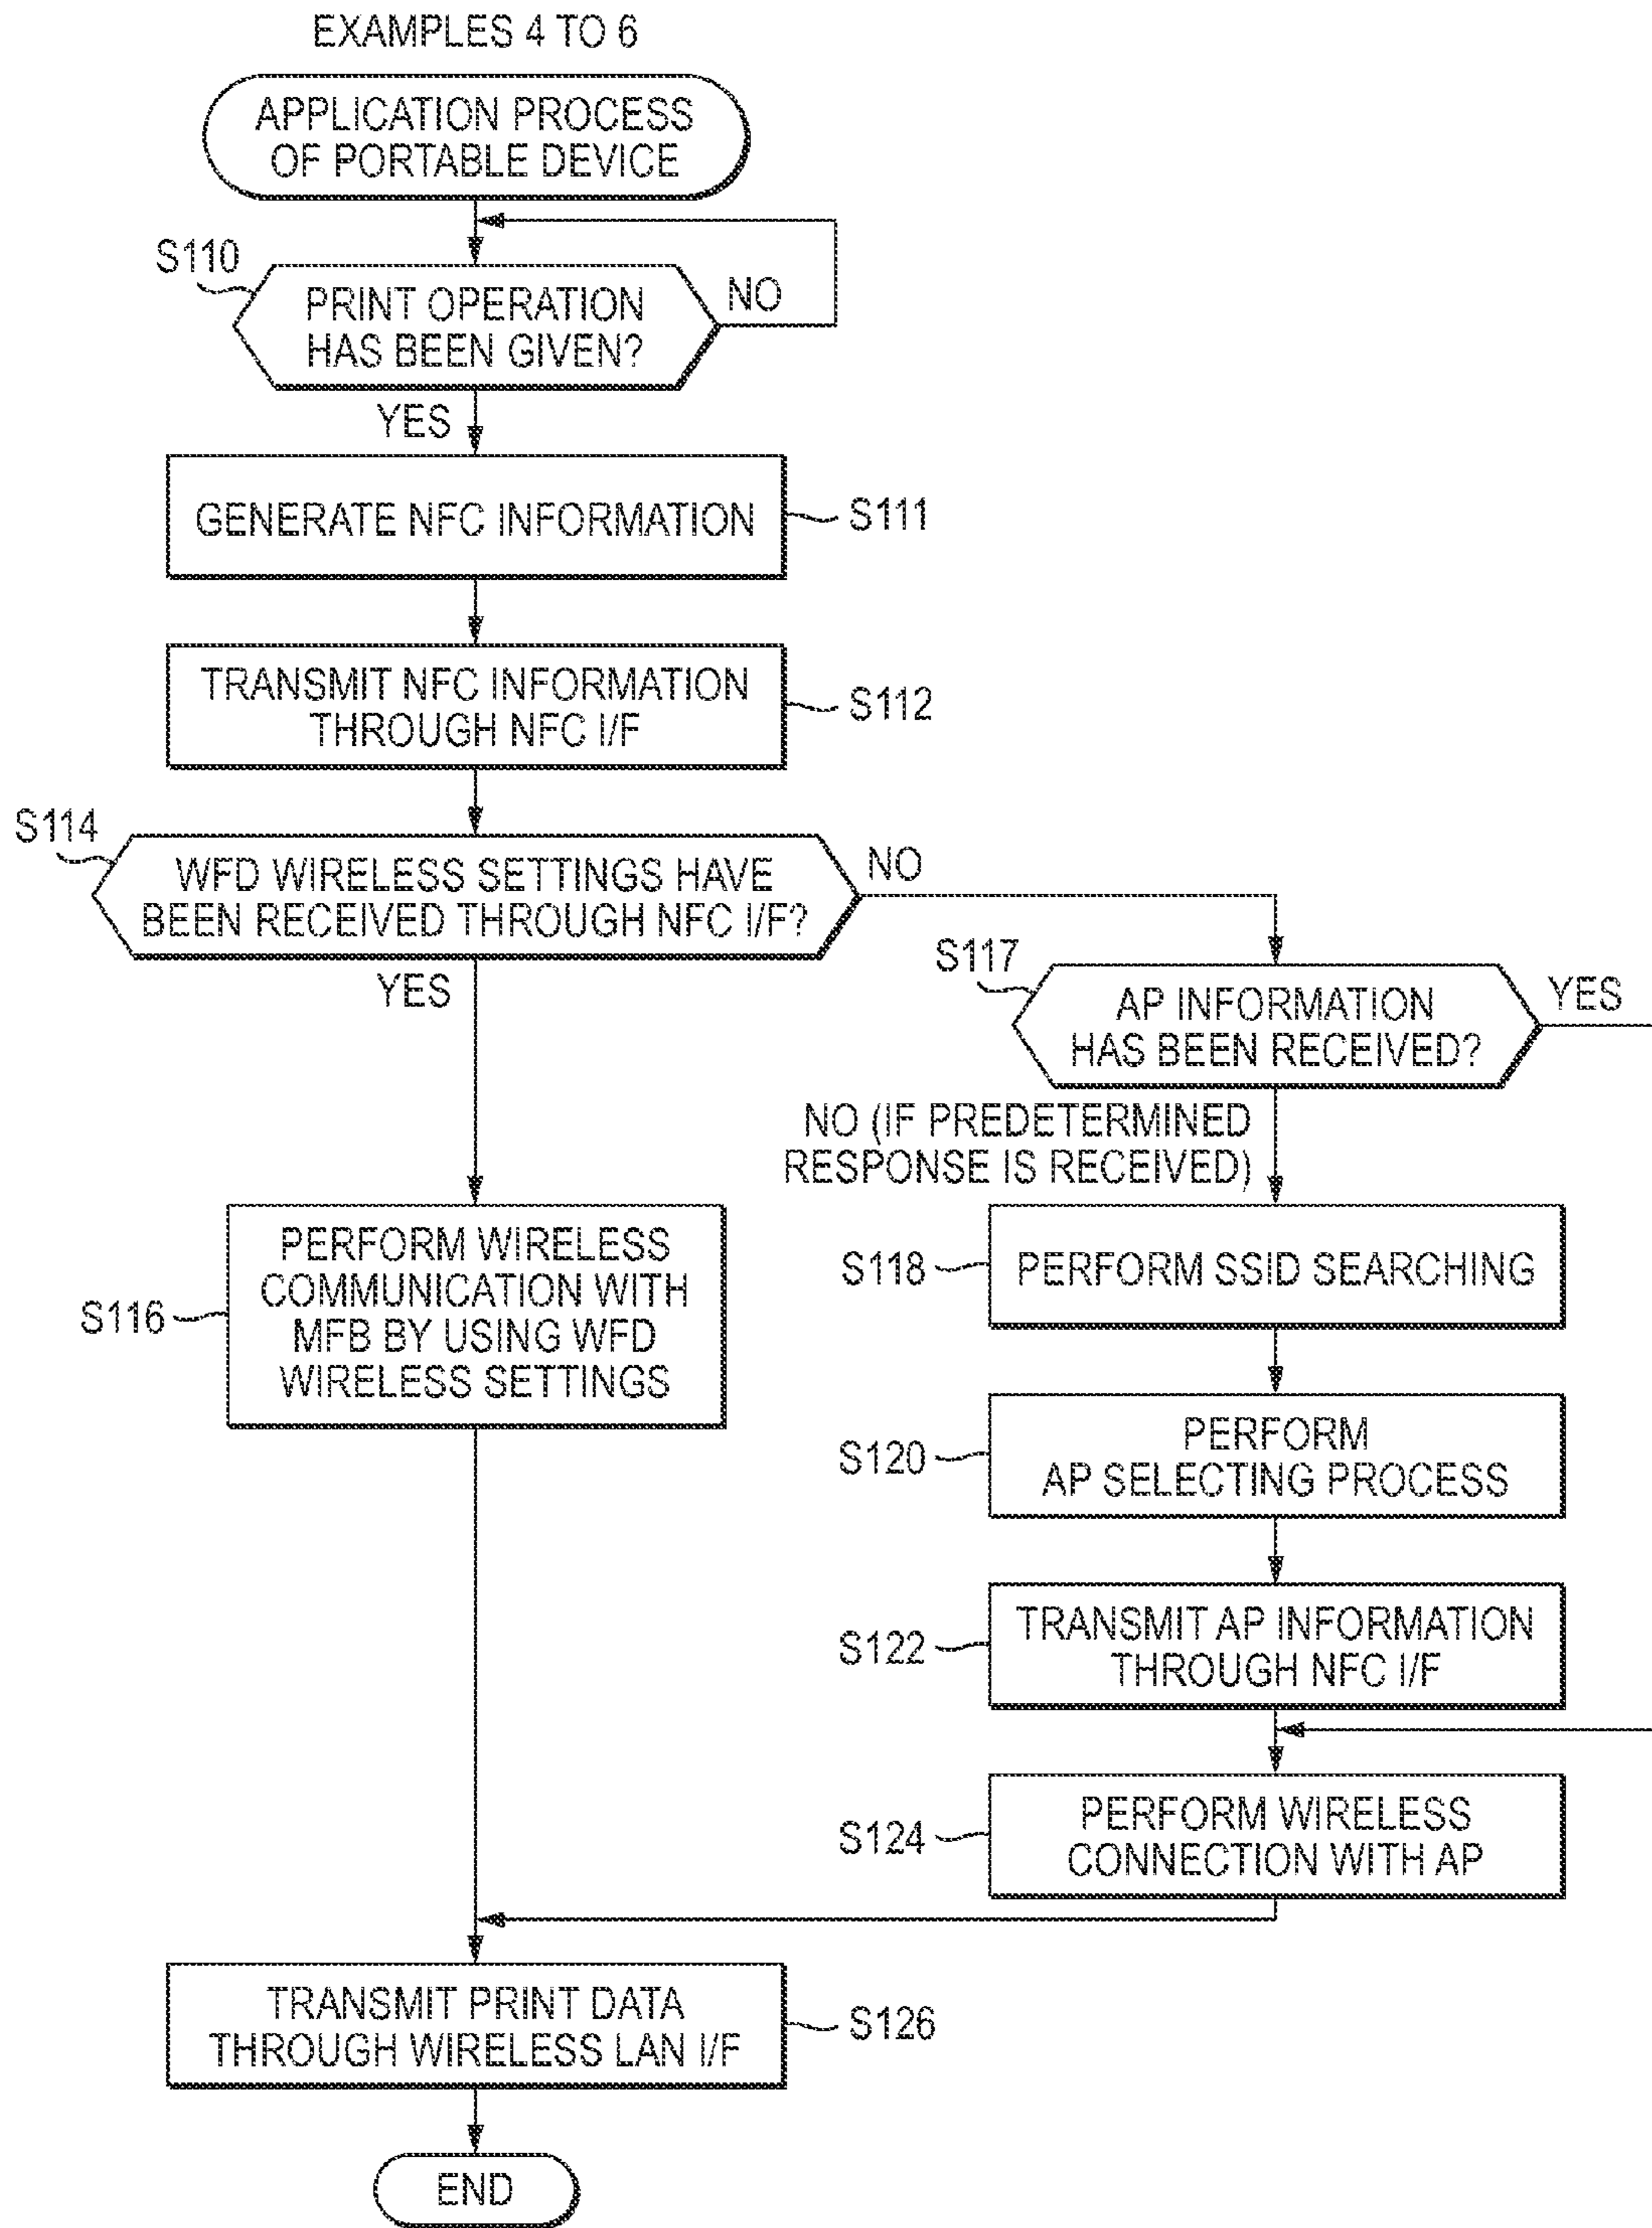 EXAMPLES 4 TO 6
APPLICATION PROCESS
OF PORTABLE DEVICE
S110
PRINT OPERATION
HAS BEEN GIVEN?
NO
YES
GENERATE NFC INFORMATION
S111
TRANSMIT NFC INFORMATION
THROUGH NFC I/F
S112
S114
WFD WIRELESS SETTINGS HAVE
BEEN RECEIVED THROUGH NFC I/F?
NO
YES
S117
AP INFORMATION
HAS BEEN RECEIVED?
YES
NO (IF PREDETERMINED
RESPONSE IS RECEIVED)
S116
PERFORM WIRELESS
COMMUNICATION WITH
MFB BY USING WFD
WIRELESS SETTINGS
S118
PERFORM SSID SEARCHING
S120
PERFORM
AP SELECTING PROCESS
S122
TRANSMIT AP INFORMATION
THROUGH NFC I/F
S124
PERFORM WIRELESS
CONNECTION WITH AP
TRANSMIT PRINT DATA
THROUGH WIRELESS LAN I/F
S126
END